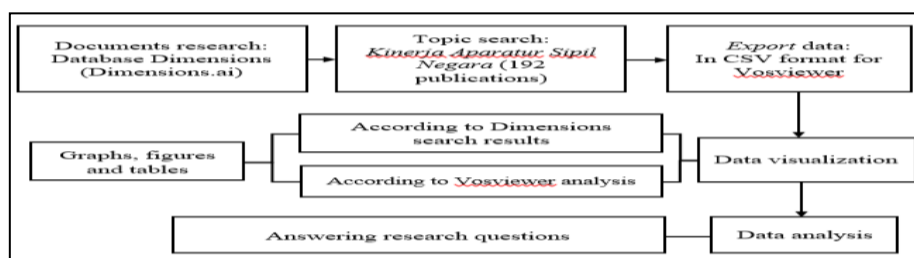 Documents research:
Database Dimensions
(Dimensions.ai)
Topic search:
Kinerja Aparatur Sipil
Negara (192
publications)
Export data:
In CSV format for
Vosviewer
According to Dimensions
search results
Graphs, figures
and tables
Data visualization
According to Vosviewer analysis
Answering research questions
Data analysis